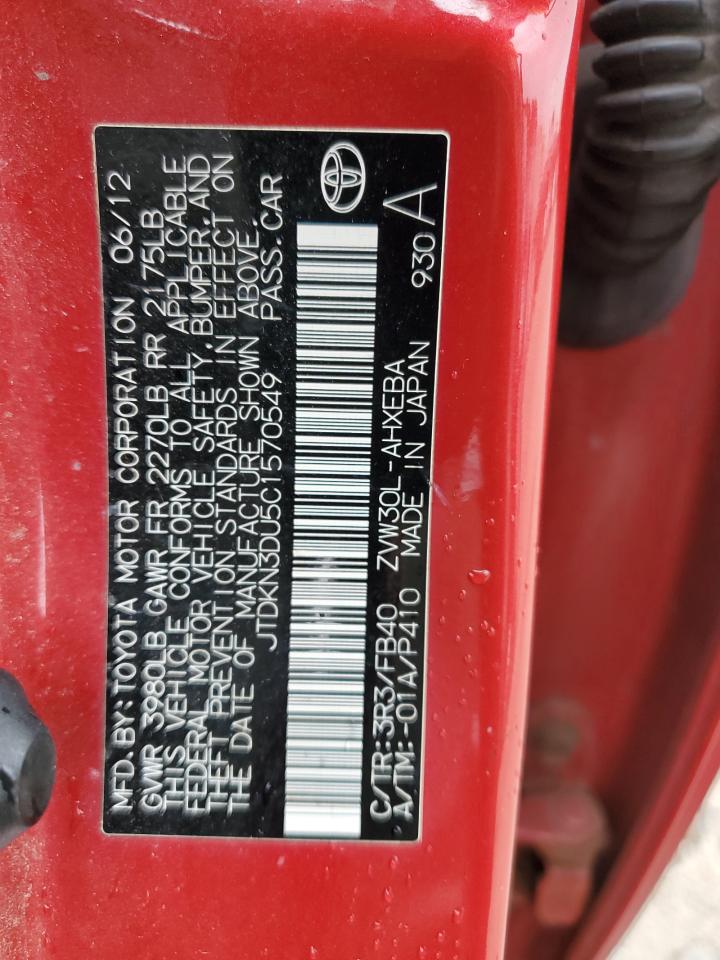 MFD. BY: TOYOTA MOTOR CORPORATION 06/12
GVWR 3980LB GAWR FR 2270LB RR 2175LB
THIS VEHICLE CONFORMS TO ALL APPLICABLE
FEDERAL MOTOR VEHICLE SAFETY, BUMPER, AND
THEFT PREVENTION STANDARDS IN EFFECT ON
THE DATE OF MANUFACTURE SHOWN ABOVE.
JTDKN3DU5C1570549 PASS.CAR
C/TR:3R3/FB40 ZVW30L-AHXEBA
A/TM:-01A/P410 MADE IN JAPAN 930 A